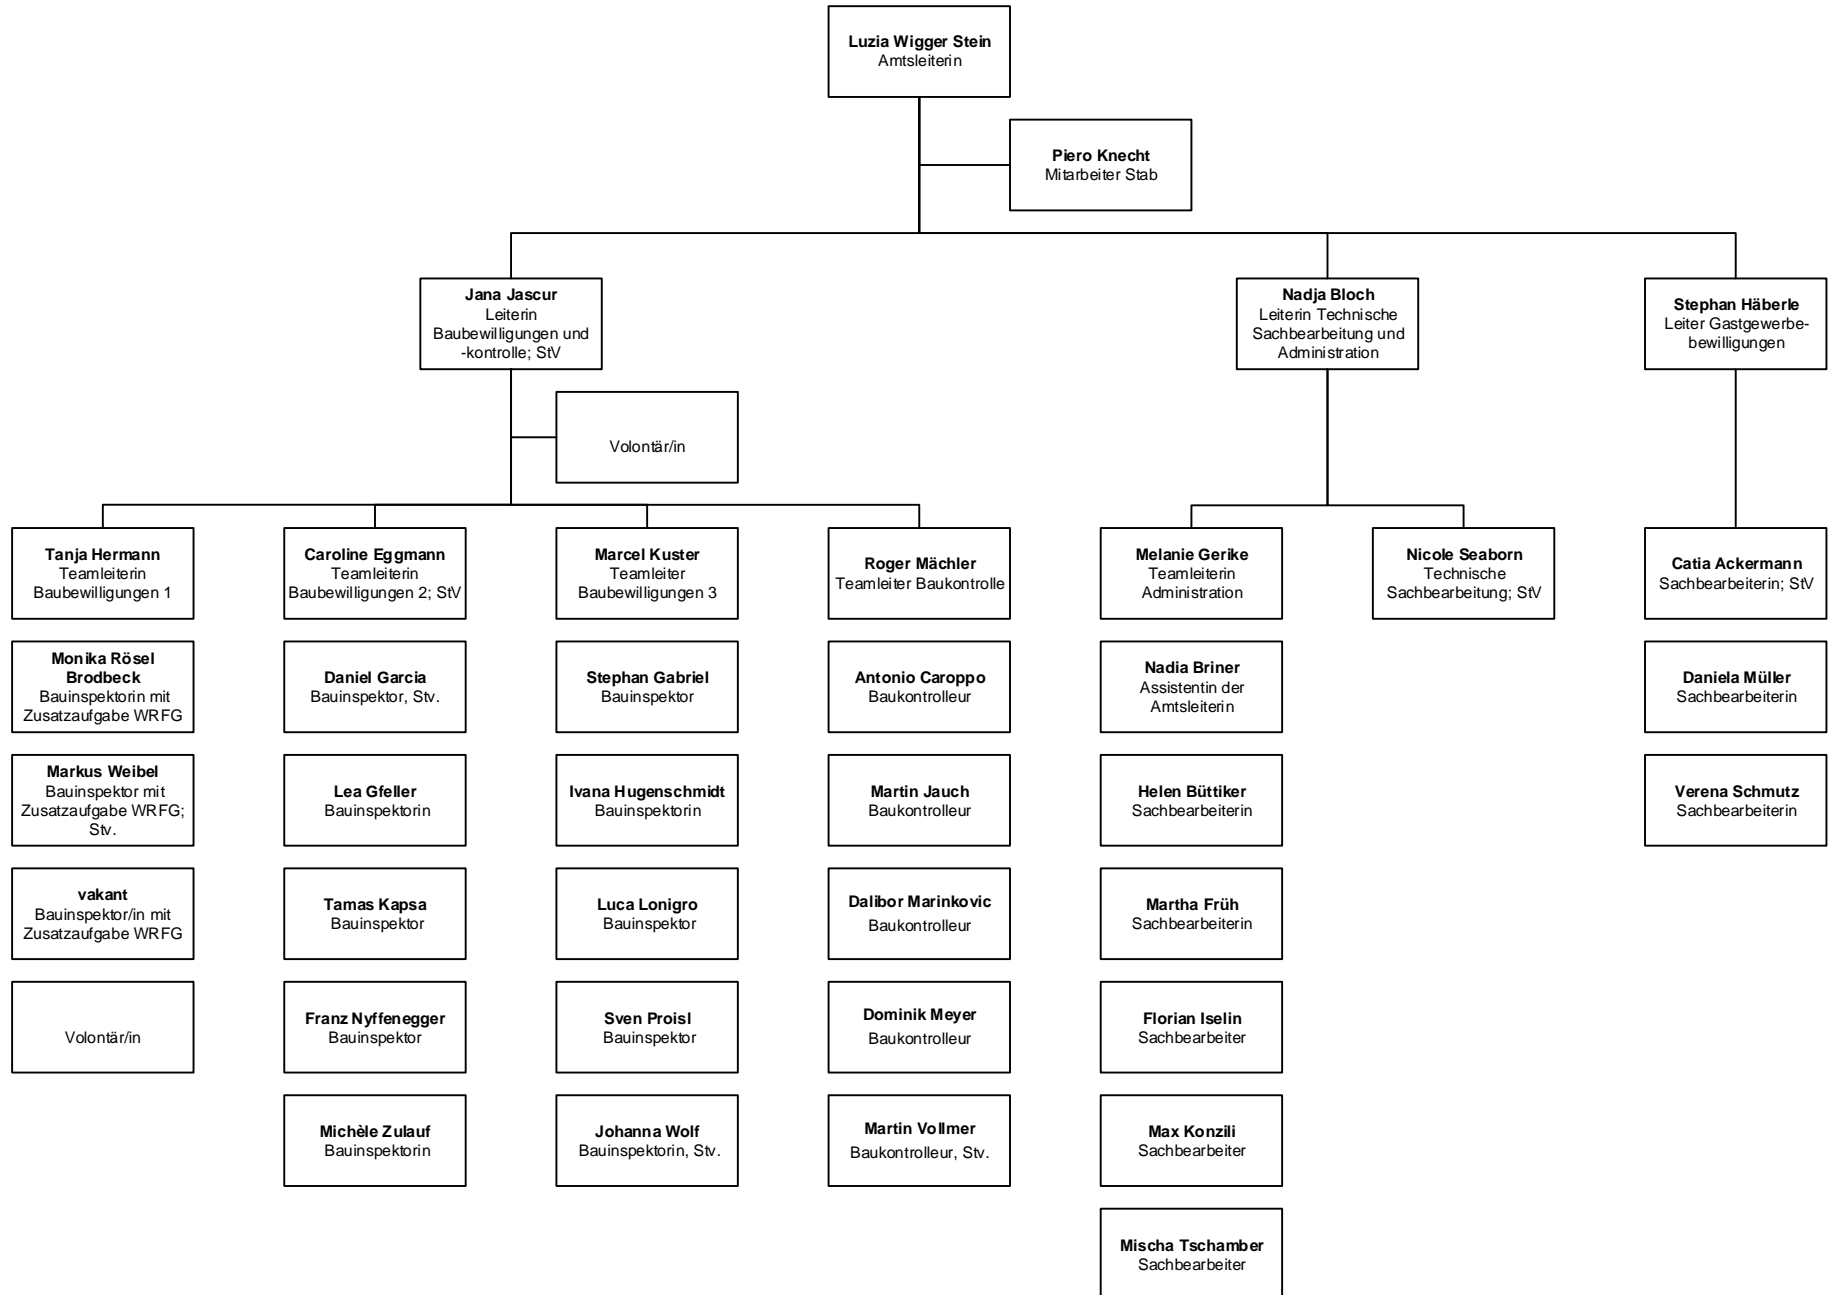 Luzia Wigger Stein
Amtsleiterin
Piero Knecht
Mitarbeiter Stab
Jana Jascur
Leiterin
Baubewilligungen und
-kontrolle; StV
Nadja Bloch
Leiterin Technische
Sachbearbeitung und
Administration
Stephan Häberle
Leiter Gastgewerbe-
bewilligungen
Volontär/in
Tanja Hermann
Teamleiterin
Baubewilligungen 1
Monika Rösel
Brodbeck
Bauinspektorin mit
Zusatzaufgabe WRFG
Markus Weibel
Bauinspektor mit
Zusatzaufgabe WRFG;
Stv.
vakant
Bauinspektor/in mit
Zusatzaufgabe WRFG
Volontär/in
Caroline Eggmann
Teamleiterin
Baubewilligungen 2; StV
Daniel Garcia
Bauinspektor, Stv.
Lea Gfeller
Bauinspektorin
Tamas Kapsa
Bauinspektor
Franz Nyffenegger
Bauinspektor
Michèle Zulauf
Bauinspektorin
Marcel Kuster
Teamleiter
Baubewilligungen 3
Stephan Gabriel
Bauinspektor
Ivana Hugenschmidt
Bauinspektorin
Luca Lonigro
Bauinspektor
Sven Proisl
Bauinspektor
Johanna Wolf
Bauinspektorin, Stv.
Roger Mächler
Teamleiter Baukontrolle
Antonio Caroppo
Baukontrolleur
Martin Jauch
Baukontrolleur
Dalibor Marinkovic
Baukontrolleur
Dominik Meyer
Baukontrolleur
Martin Vollmer
Baukontrolleur, Stv.
Melanie Gerike
Teamleiterin
Administration
Nadia Briner
Assistentin der
Amtsleiterin
Helen Büttiker
Sachbearbeiterin
Martha Früh
Sachbearbeiterin
Florian Iselin
Sachbearbeiter
Max Konzili
Sachbearbeiter
Mischa Tschamber
Sachbearbeiter
Nicole Seaborn
Technische
Sachbearbeitung; StV
Catia Ackermann
Sachbearbeiterin; StV
Daniela Müller
Sachbearbeiterin
Verena Schmutz
Sachbearbeiterin